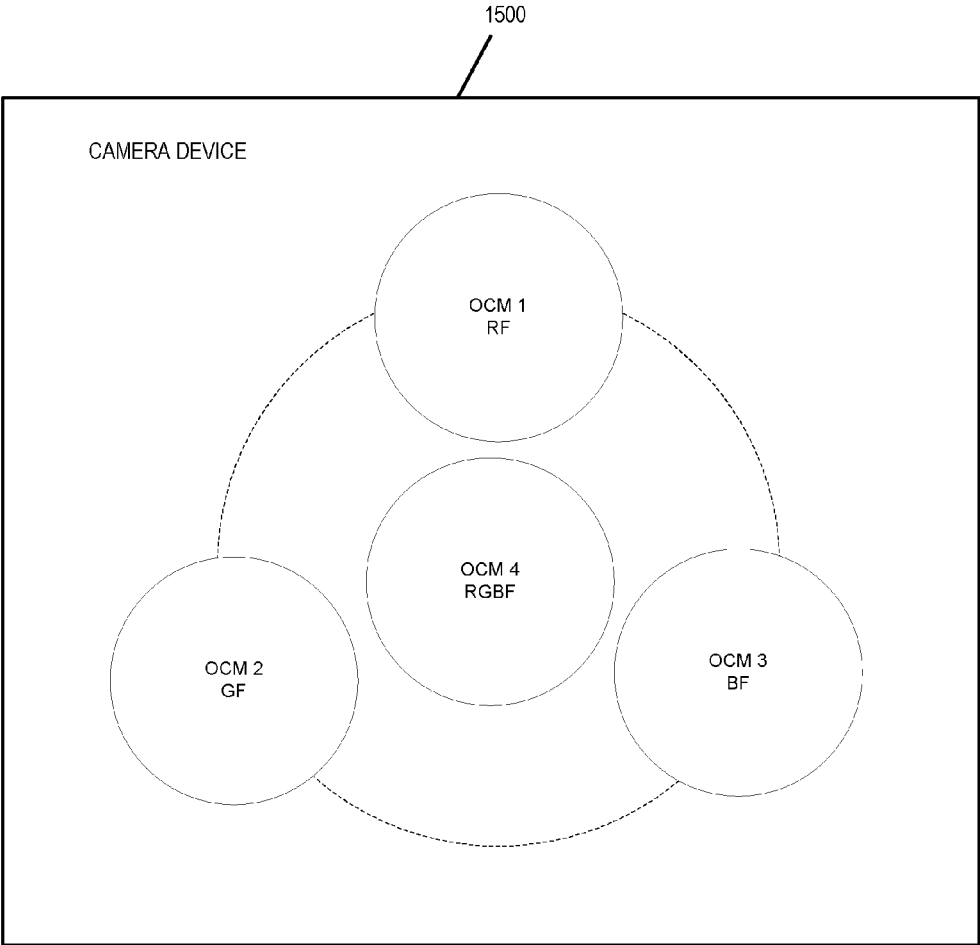 1500
CAMERA DEVICE
OCM 1
RF
OCM 4
RGBF
OCM 2
GF
OCM 3
BF